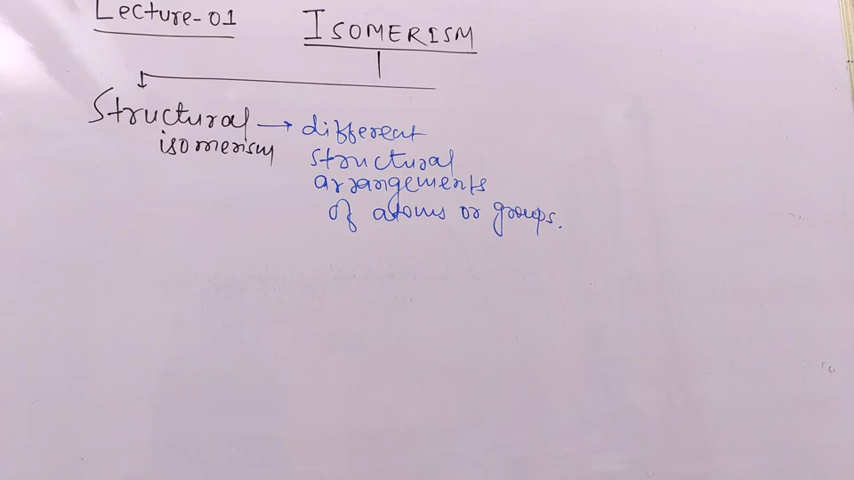 Lecture-01
ISOMERISM
Structural
isomerism
→ different
structural
arrangements
of atoms or groups.